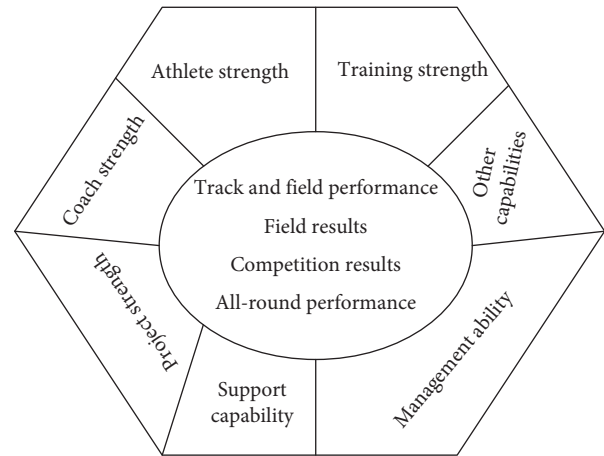 Athlete strength
Training strength
Coach strength
Other
capabilities
Track and field performance
Field results
Competition results
All-round performance
Project strength
Support
capability
Management ability